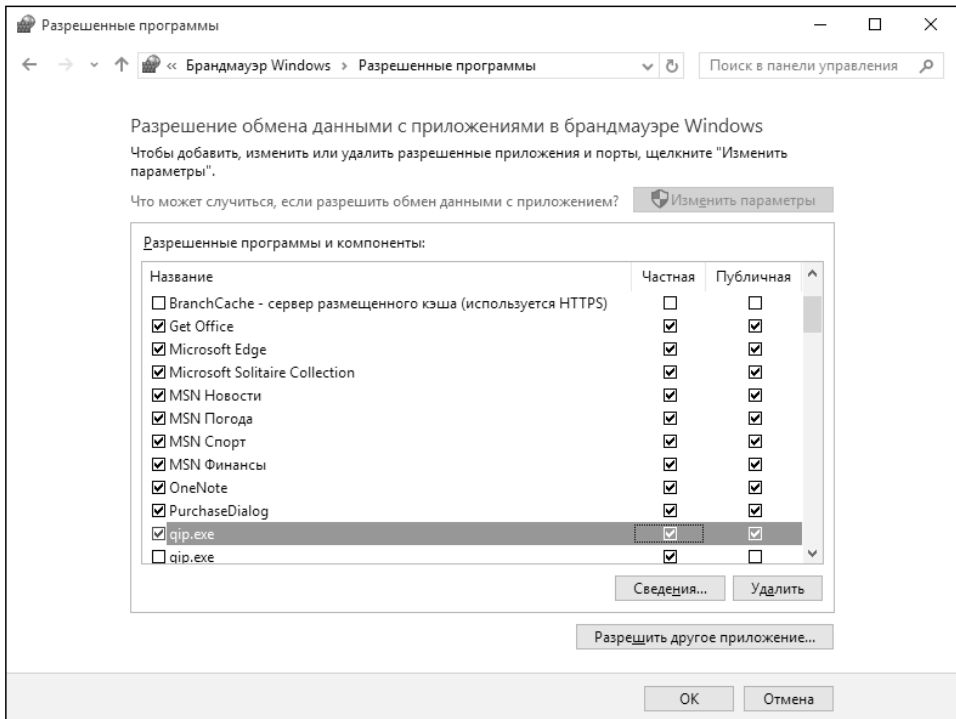 Разрешенные программы
« Брандмауэр Windows › Разрешенные программы
Поиск в панели управления
Разрешение обмена данными с приложениями в брандмауэре Windows
Чтобы добавить, изменить или удалить разрешенные приложения и порты, щелкните "Изменить
параметры".
Что может случиться, если разрешить обмен данными с приложением?
Изменить параметры
Разрешенные программы и компоненты:
Название Частная Публичная
BranchCache - сервер размещенного кэша (используется HTTPS)
Get Office
Microsoft Edge
Microsoft Solitaire Collection
MSN Новости
MSN Погода
MSN Спорт
MSN Финансы
OneNote
PurchaseDialog
qip.exe
qip.exe
Сведения... Удалить
Разрешить другое приложение...
OK Отмена